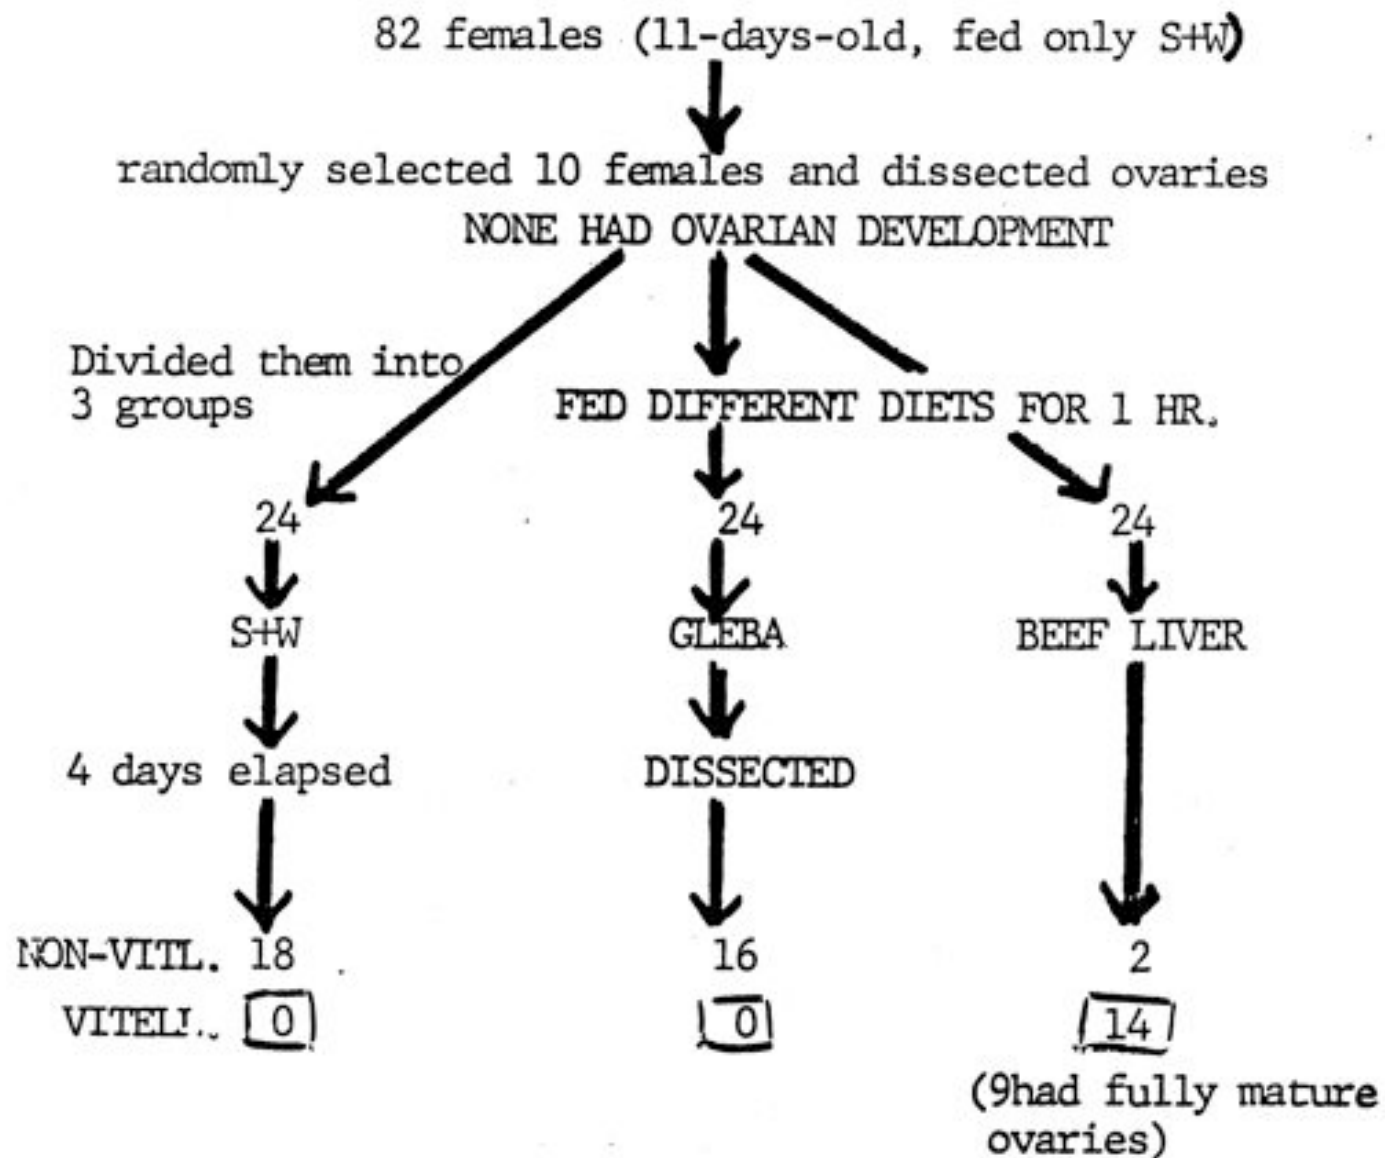 82 females (11-days-old, fed only S+W)
randomly selected 10 females and dissected ovaries
NONE HAD OVARIAN DEVELOPMENT
Divided them into
3 groups
FED DIFFERENT DIETS FOR 1 HR.
24 24 24
S+W GLEBA BEEF LIVER
4 days elapsed DISSECTED
NON-VITL. 18 16 2
VITELL. 0 0 14
(9had fully mature
ovaries)